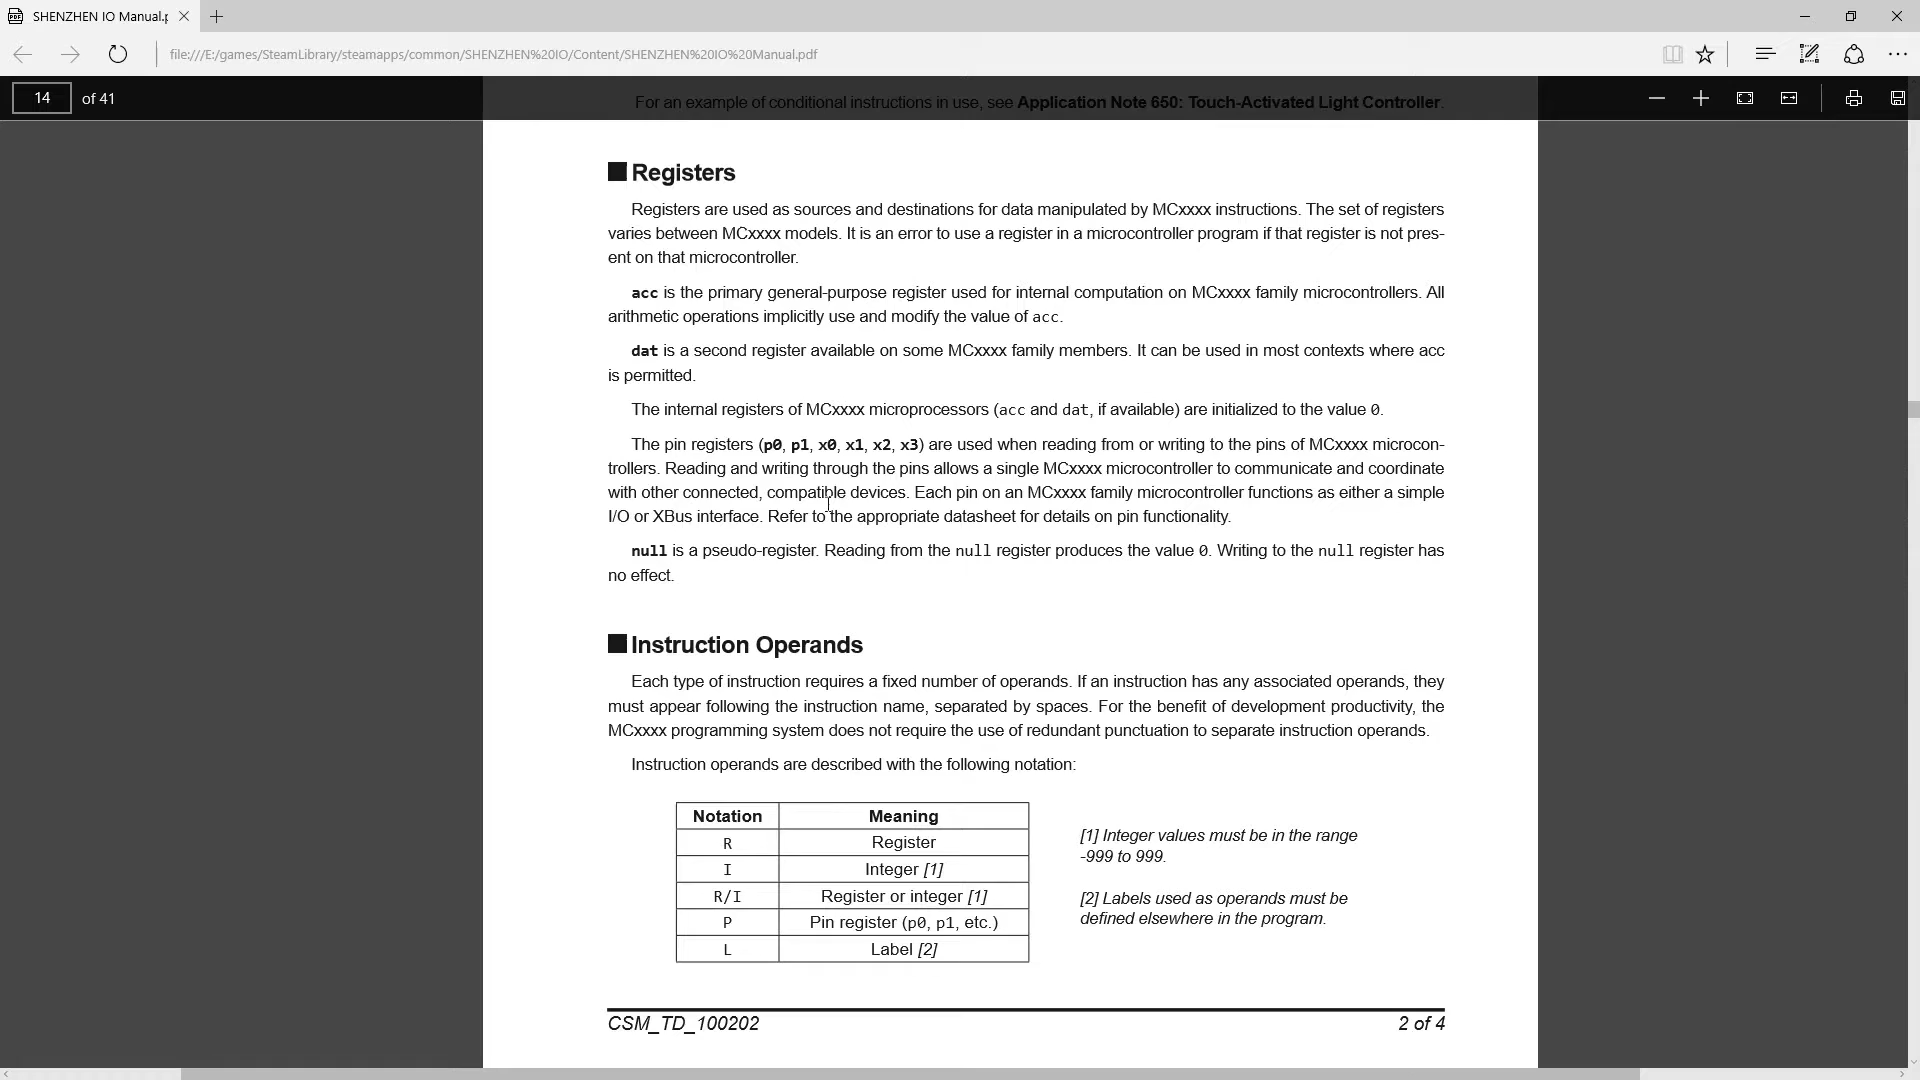 SHENZHEN IO Manual.p
file:///E:/games/SteamLibrary/steamapps/common/SHENZHEN%20IO/Content/SHENZHEN%20IO%20Manual.pdf
14 of 41
For an example of conditional instructions in use, see Application Note 650: Touch-Activated Light Controller.
Registers
Registers are used as sources and destinations for data manipulated by MCxxxx instructions. The set of registers
varies between MCxxxx models. It is an error to use a register in a microcontroller program if that register is not pres-
ent on that microcontroller.
acc is the primary general-purpose register used for internal computation on MCxxxx family microcontrollers. All
arithmetic operations implicitly use and modify the value of acc.
dat is a second register available on some MCxxxx family members. It can be used in most contexts where acc
is permitted.
The internal registers of MCxxxx microprocessors (acc and dat, if available) are initialized to the value 0.
The pin registers (p0, p1, x0, x1, x2, x3) are used when reading from or writing to the pins of MCxxxx microcon-
trollers. Reading and writing through the pins allows a single MCxxxx microcontroller to communicate and coordinate
with other connected, compatible devices. Each pin on an MCxxxx family microcontroller functions as either a simple
I/O or XBus interface. Refer to the appropriate datasheet for details on pin functionality.
null is a pseudo-register. Reading from the null register produces the value 0. Writing to the null register has
no effect.
Instruction Operands
Each type of instruction requires a fixed number of operands. If an instruction has any associated operands, they
must appear following the instruction name, separated by spaces. For the benefit of development productivity, the
MCxxxx programming system does not require the use of redundant punctuation to separate instruction operands.
Instruction operands are described with the following notation:
Notation Meaning
R Register
I Integer [1]
R/I Register or integer [1]
P Pin register (p0, p1, etc.)
L Label [2]
[1] Integer values must be in the range
-999 to 999.
[2] Labels used as operands must be
defined elsewhere in the program.
CSM_TD_100202 2 of 4